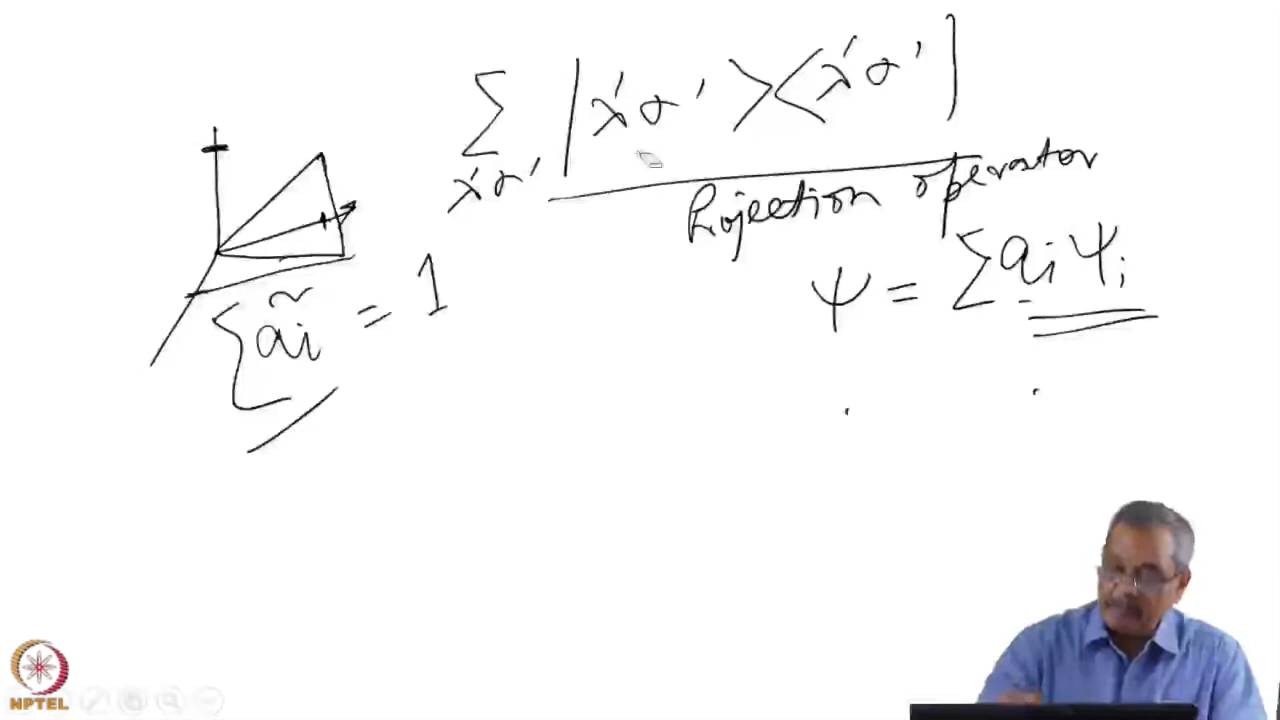 ∑ |λ'σ'><λ'σ'|
λ'σ'
Projection operator
ψ = ∑ aᵢ ψᵢ
∑ ãᵢ = 1
NPTEL